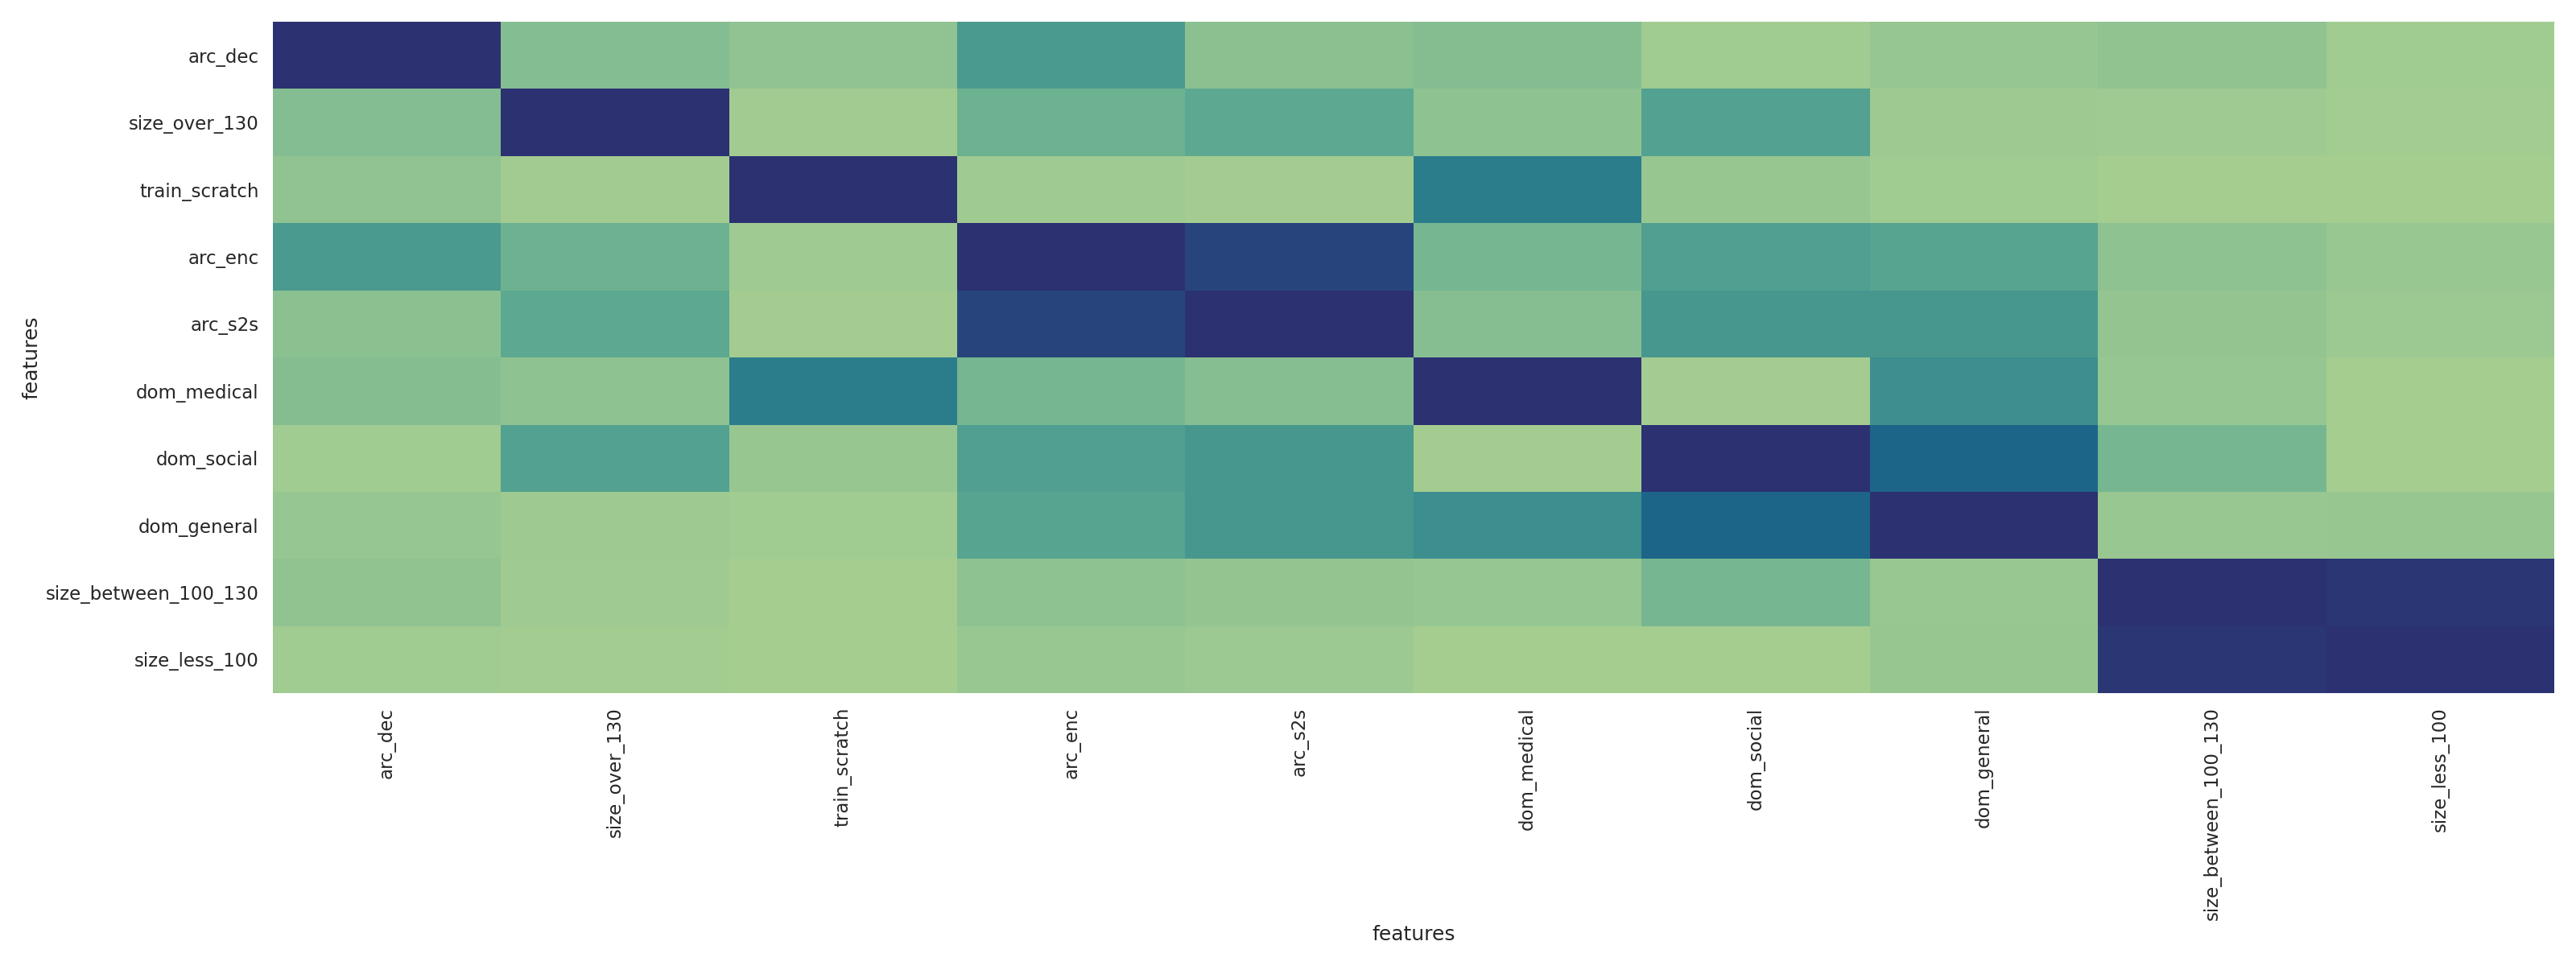 features
arc_dec
size_over_130
train_scratch
arc_enc
arc_s2s
dom_medical
dom_social
dom_general
size_between_100_130
size_less_100
arc_dec
size_over_130
train_scratch
arc_enc
arc_s2s
dom_medical
dom_social
dom_general
size_between_100_130
size_less_100
features